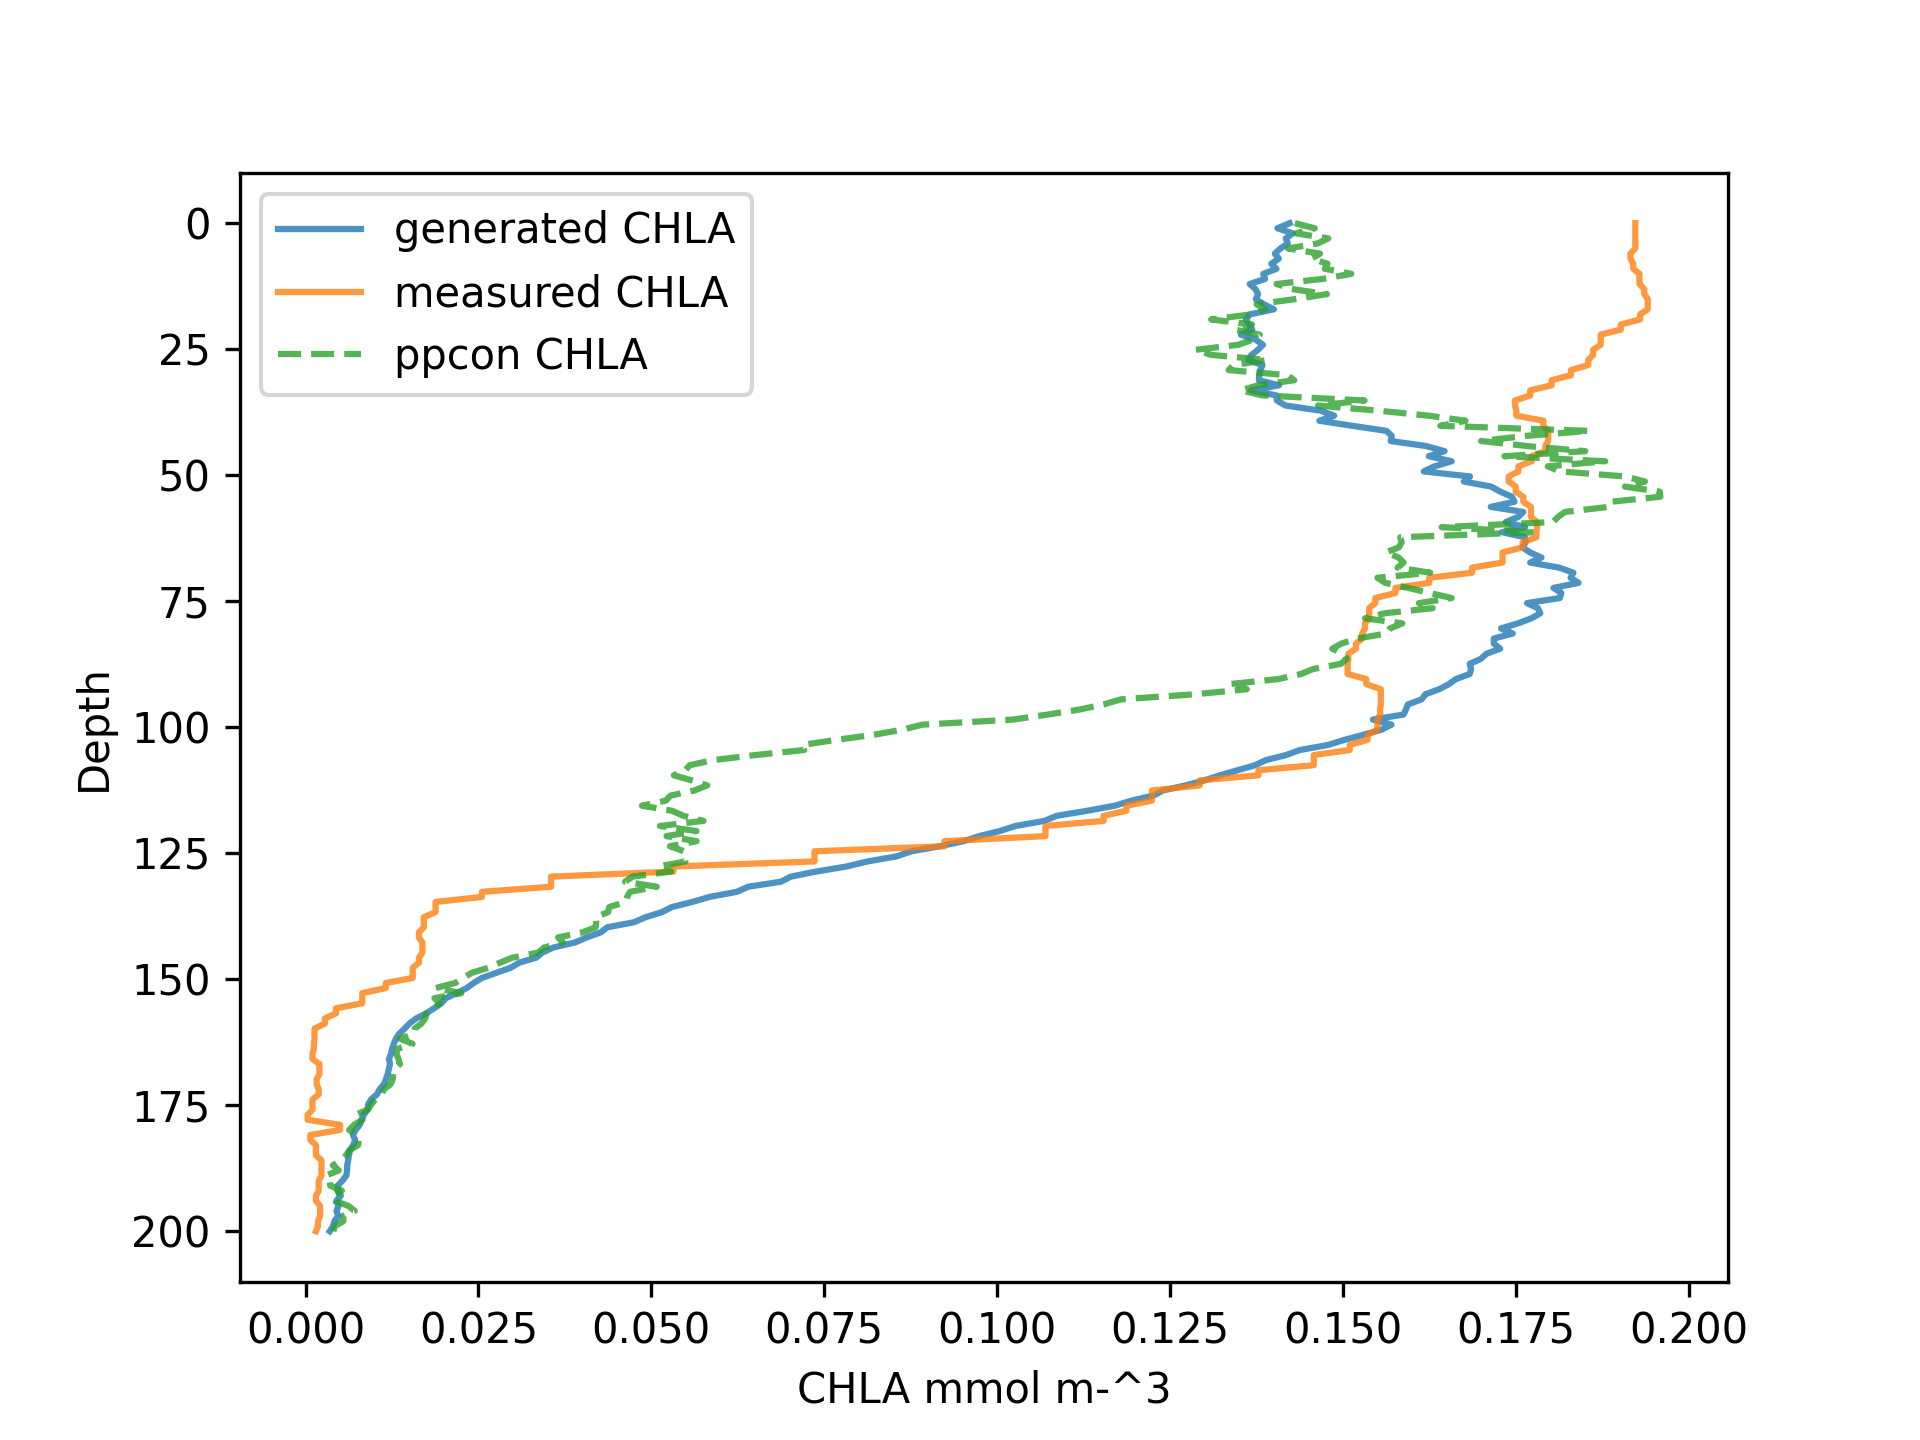 generated CHLA
measured CHLA
ppcon CHLA
0
25
50
75
100
125
150
175
200
Depth
0.000 0.025 0.050 0.075 0.100 0.125 0.150 0.175 0.200
CHLA mmol m-^3